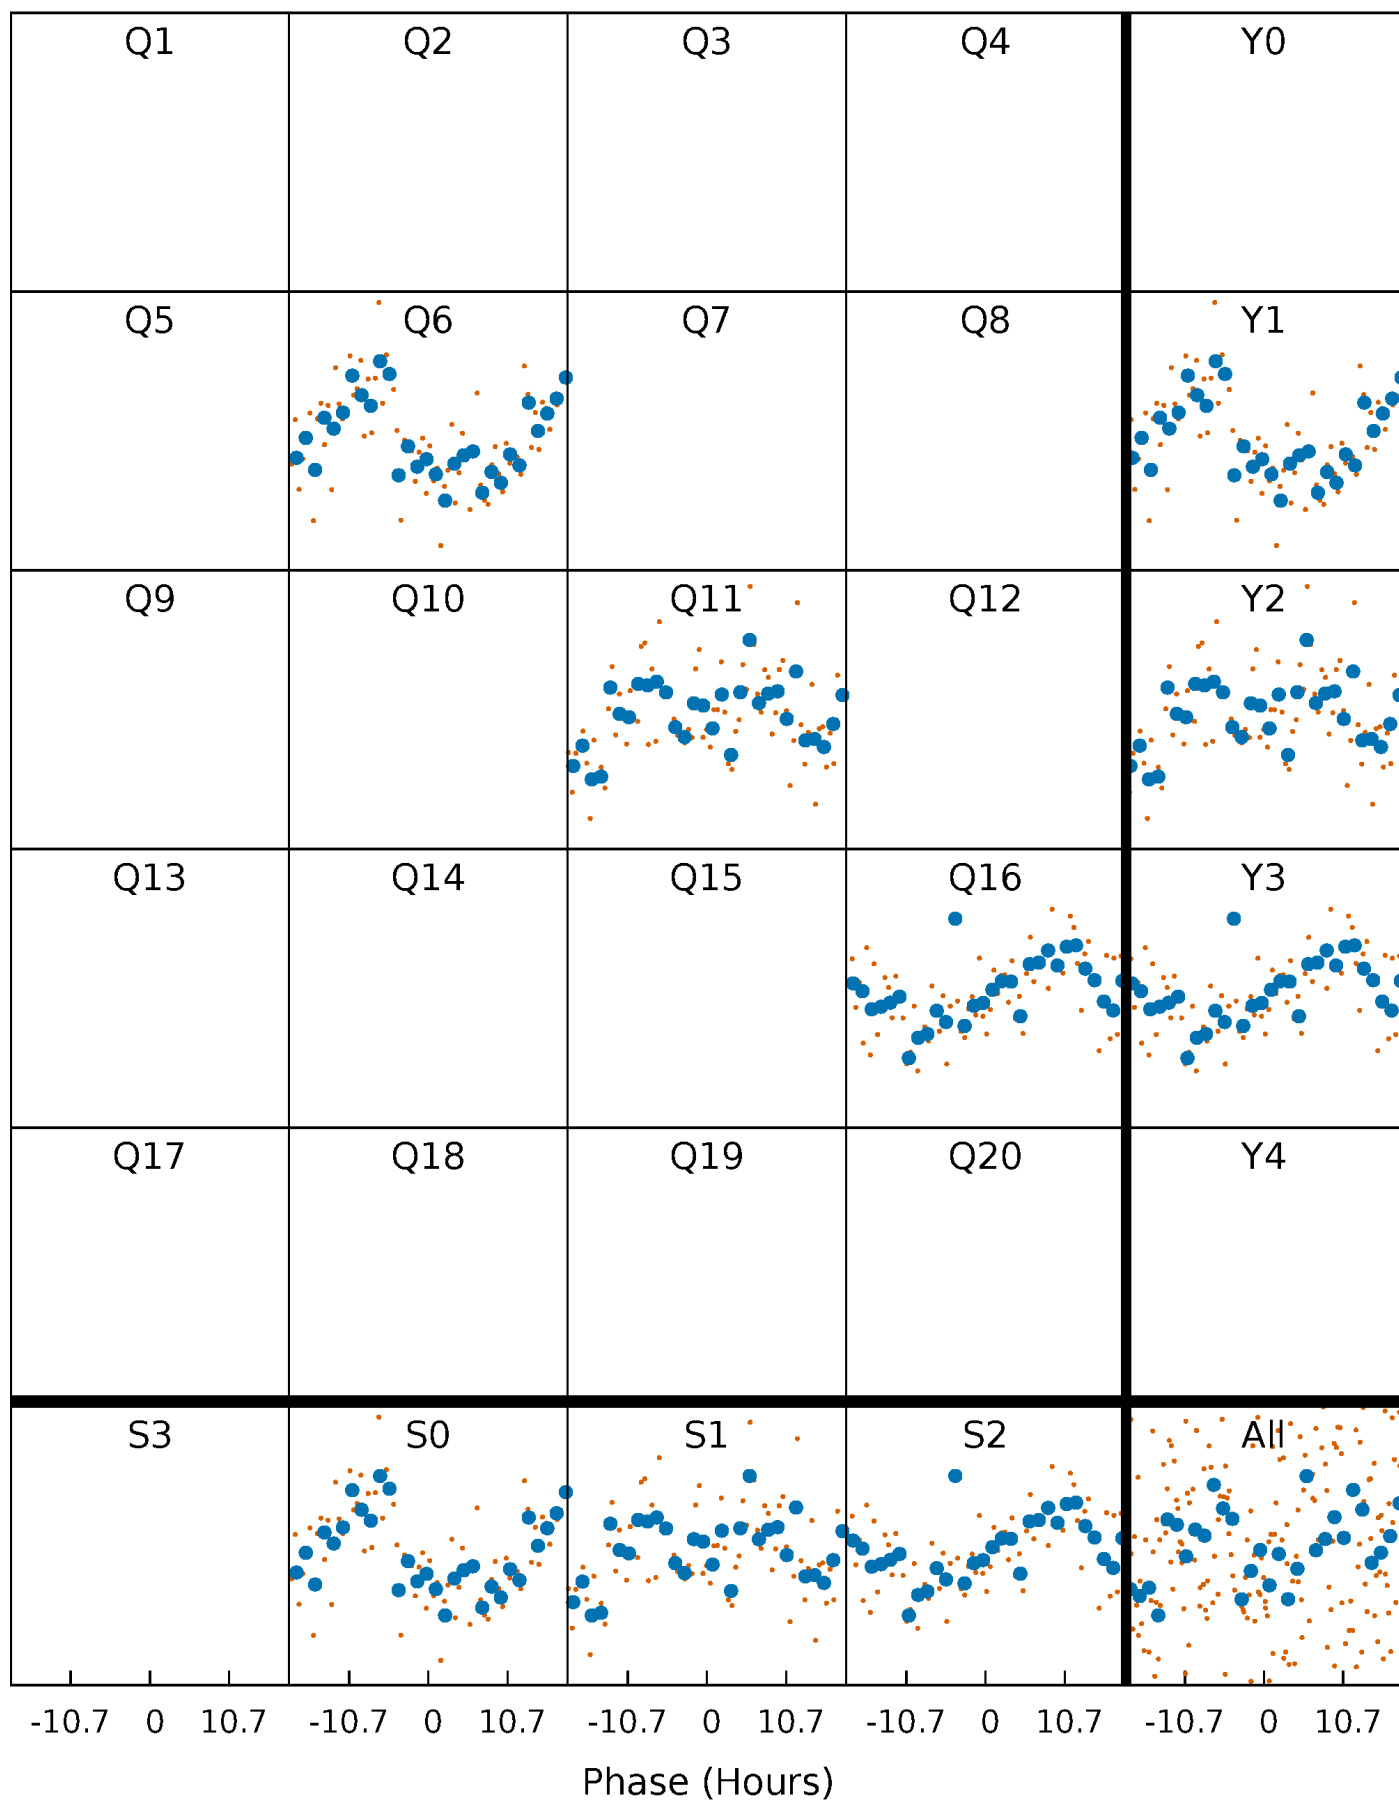 Q1 Q2 Q3 Q4 Y0
Q5 Q6 Q7 Q8 Y1
Q9 Q10 Q11 Q12 Y2
Q13 Q14 Q15 Q16 Y3
Q17 Q18 Q19 Q20 Y4
S3 S0 S1 S2 All
-10.7 0 10.7 -10.7 0 10.7 -10.7 0 10.7 -10.7 0 10.7 -10.7 0 10.7
Phase (Hours)